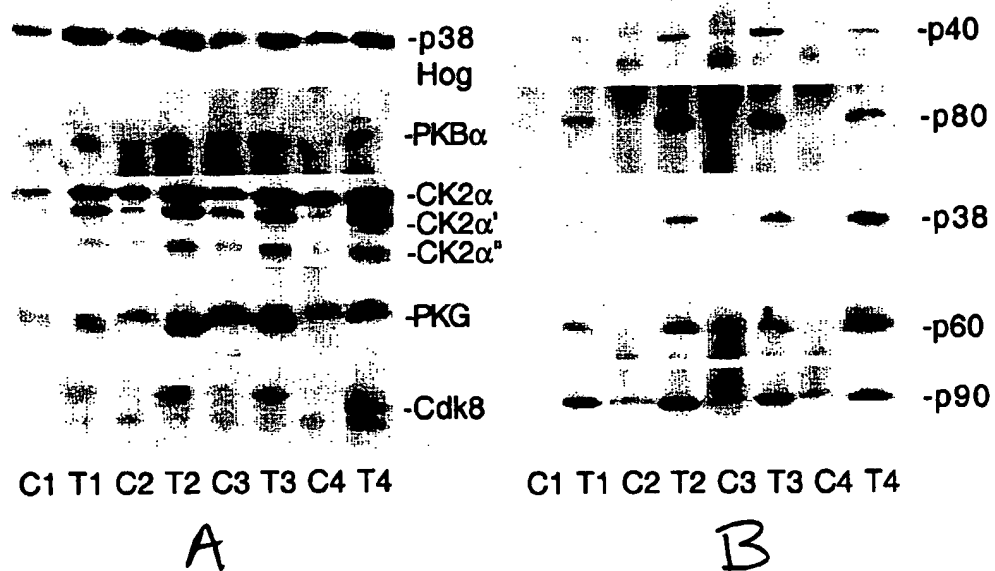 -p38
Hog
-PKBα
-CK2α
-CK2α'
-CK2α"
-PKG
-Cdk8
C1 T1 C2 T2 C3 T3 C4 T4
A
-p40
-p80
-p38
-p60
-p90
C1 T1 C2 T2 C3 T3 C4 T4
B